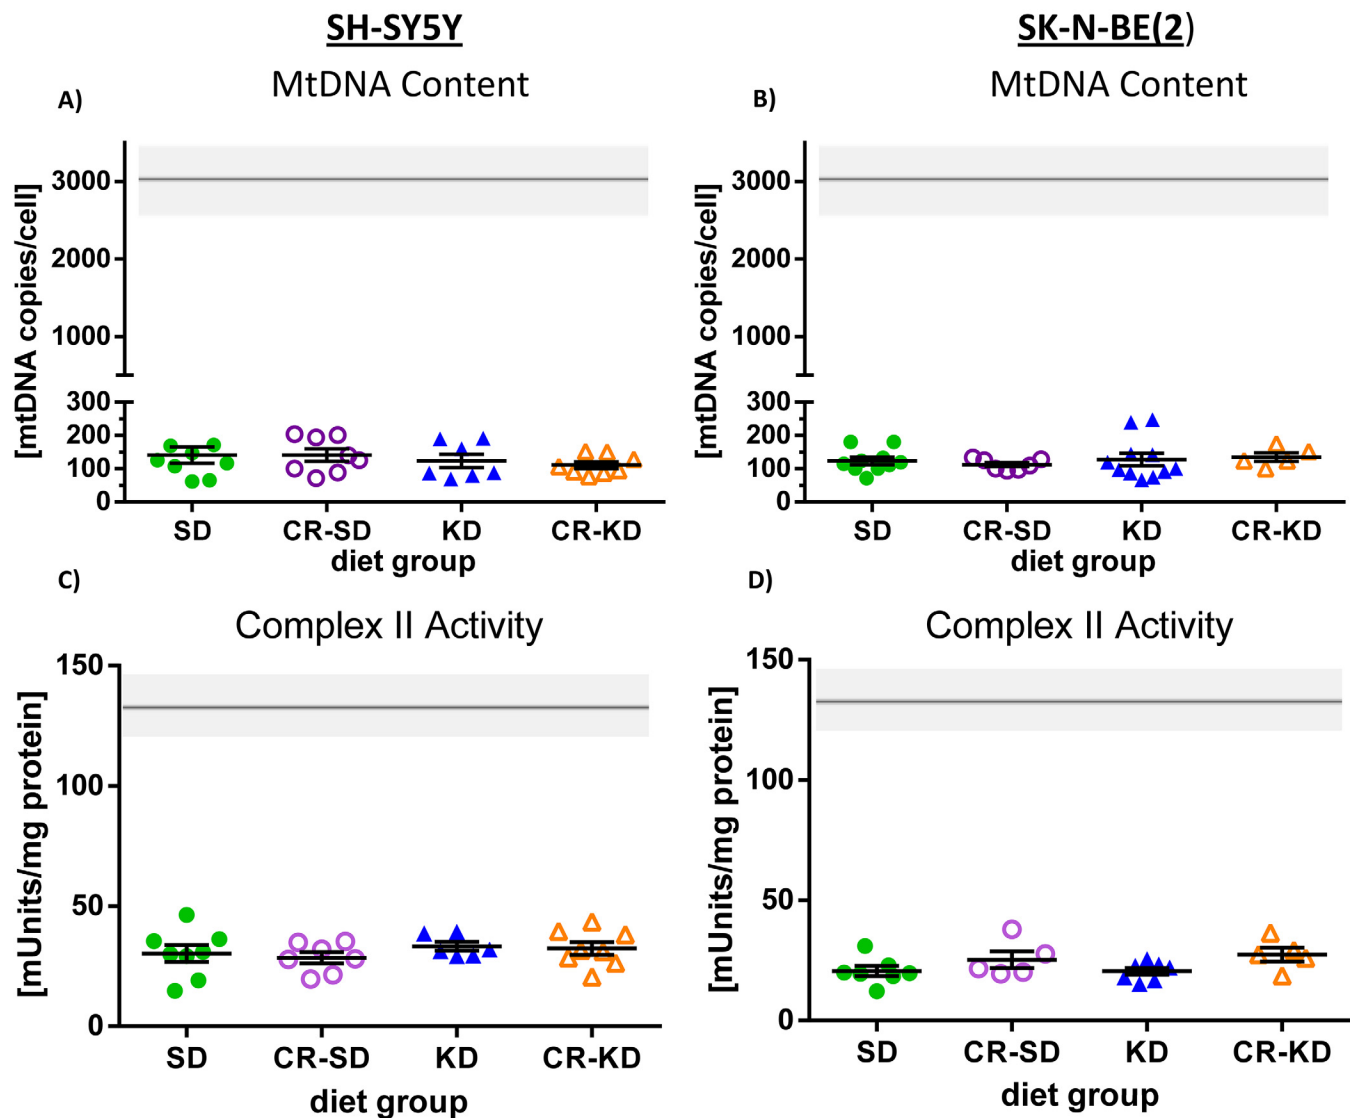 SH-SY5Y
SK-N-BE(2)
MtDNA Content
MtDNA Content
A)
B)
[mtDNA copies/cell]
3000
2000
1000
300
200
100
0
SD CR-SD KD CR-KD
diet group
[mtDNA copies/cell]
3000
2000
1000
300
200
100
0
SD CR-SD KD CR-KD
diet group
C)
D)
Complex II Activity
Complex II Activity
[mUnits/mg protein]
150
100
50
0
SD CR-SD KD CR-KD
diet group
[mUnits/mg protein]
150
100
50
0
SD CR-SD KD CR-KD
diet group